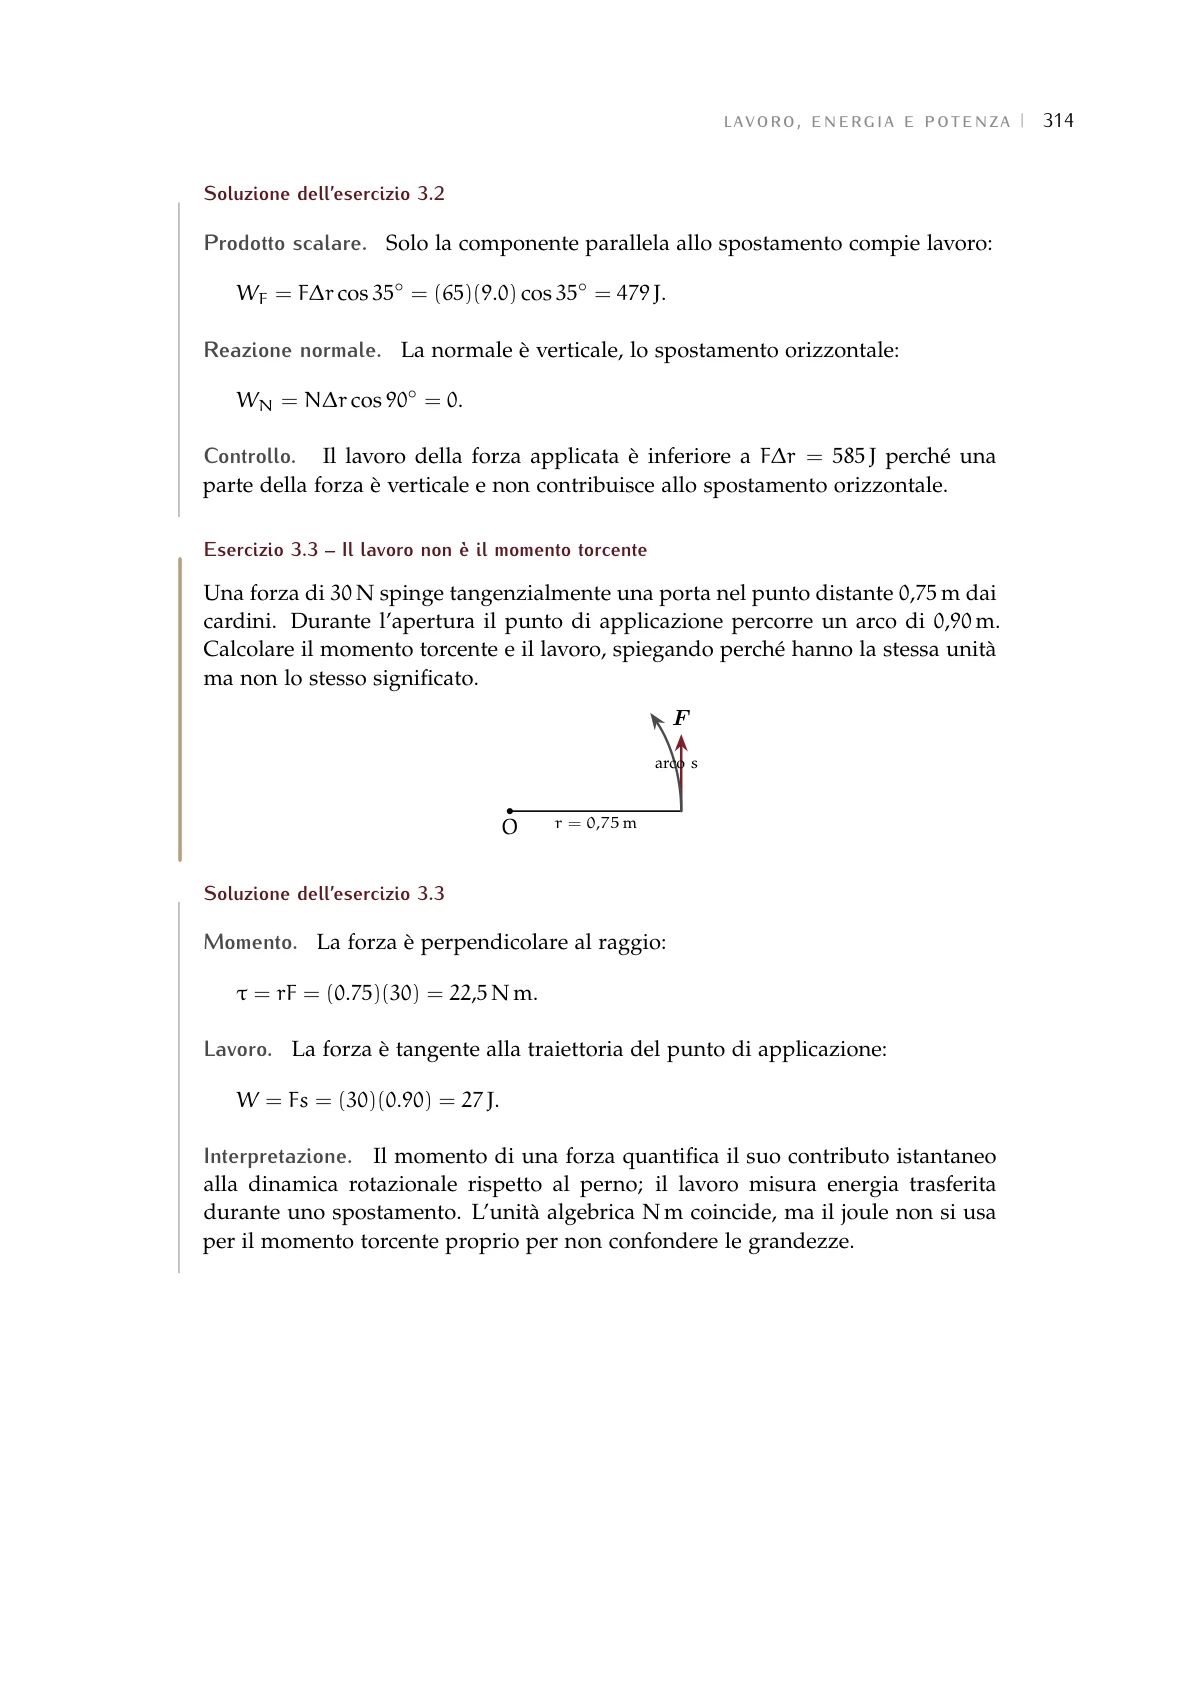 LAVORO, ENERGIA E POTENZA | 314
Soluzione dell'esercizio 3.2
Prodotto scalare. Solo la componente parallela allo spostamento compie lavoro:
W_F = FΔr cos 35° = (65)(9.0) cos 35° = 479 J.
Reazione normale. La normale è verticale, lo spostamento orizzontale:
W_N = NΔr cos 90° = 0.
Controllo. Il lavoro della forza applicata è inferiore a FΔr = 585 J perché una
parte della forza è verticale e non contribuisce allo spostamento orizzontale.
Esercizio 3.3 – Il lavoro non è il momento torcente
Una forza di 30 N spinge tangenzialmente una porta nel punto distante 0,75 m dai
cardini. Durante l'apertura il punto di applicazione percorre un arco di 0,90 m.
Calcolare il momento torcente e il lavoro, spiegando perché hanno la stessa unità
ma non lo stesso significato.
F
arco s
O
r = 0,75 m
Soluzione dell'esercizio 3.3
Momento. La forza è perpendicolare al raggio:
τ = rF = (0.75)(30) = 22,5 N m.
Lavoro. La forza è tangente alla traiettoria del punto di applicazione:
W = Fs = (30)(0.90) = 27 J.
Interpretazione. Il momento di una forza quantifica il suo contributo istantaneo
alla dinamica rotazionale rispetto al perno; il lavoro misura energia trasferita
durante uno spostamento. L'unità algebrica N m coincide, ma il joule non si usa
per il momento torcente proprio per non confondere le grandezze.